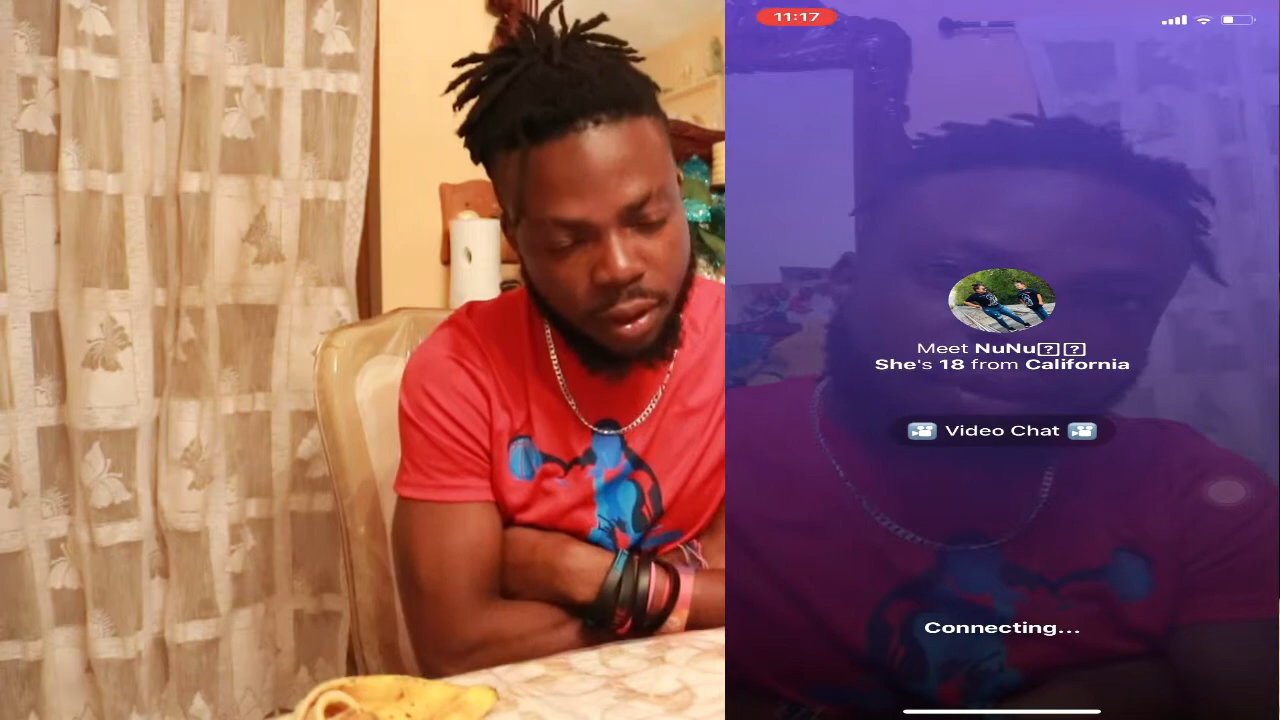 11:17
Meet NuNu🏻‍🏻
She's 18 from California
🎦 Video Chat 🎦
Connecting...